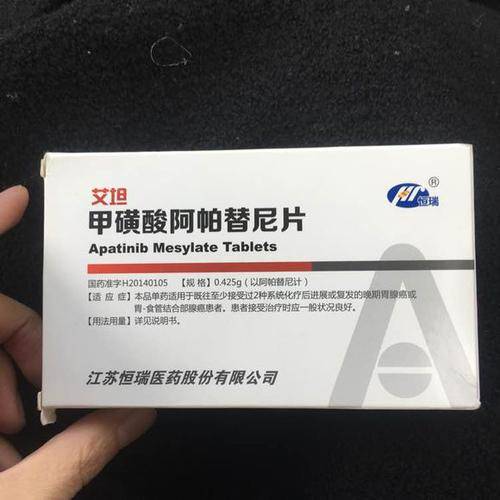 艾坦
HR
®
恒瑞
甲磺酸阿帕替尼片
Apatinib Mesylate Tablets
国药准字H20140105 【规 格】0.425g（以阿帕替尼计）
【适 应 症】本品单药适用于既往至少接受过2种系统化疗后进展或复发的晚期胃腺癌或
胃-食管结合部腺癌患者。患者接受治疗时应一般状况良好。
【用法用量】详见说明书。
江苏恒瑞医药股份有限公司